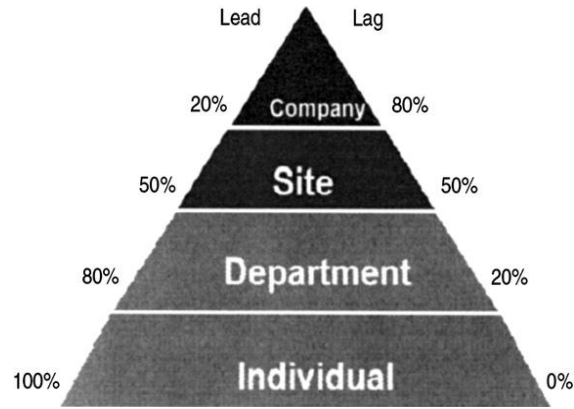 Lead Lag
20% Company 80%
50% Site 50%
80% Department 20%
100% Individual 0%